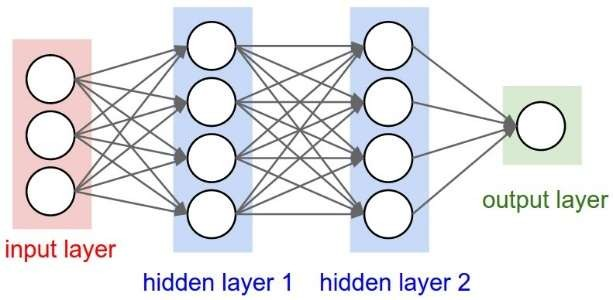 input layer
hidden layer 1
hidden layer 2
output layer